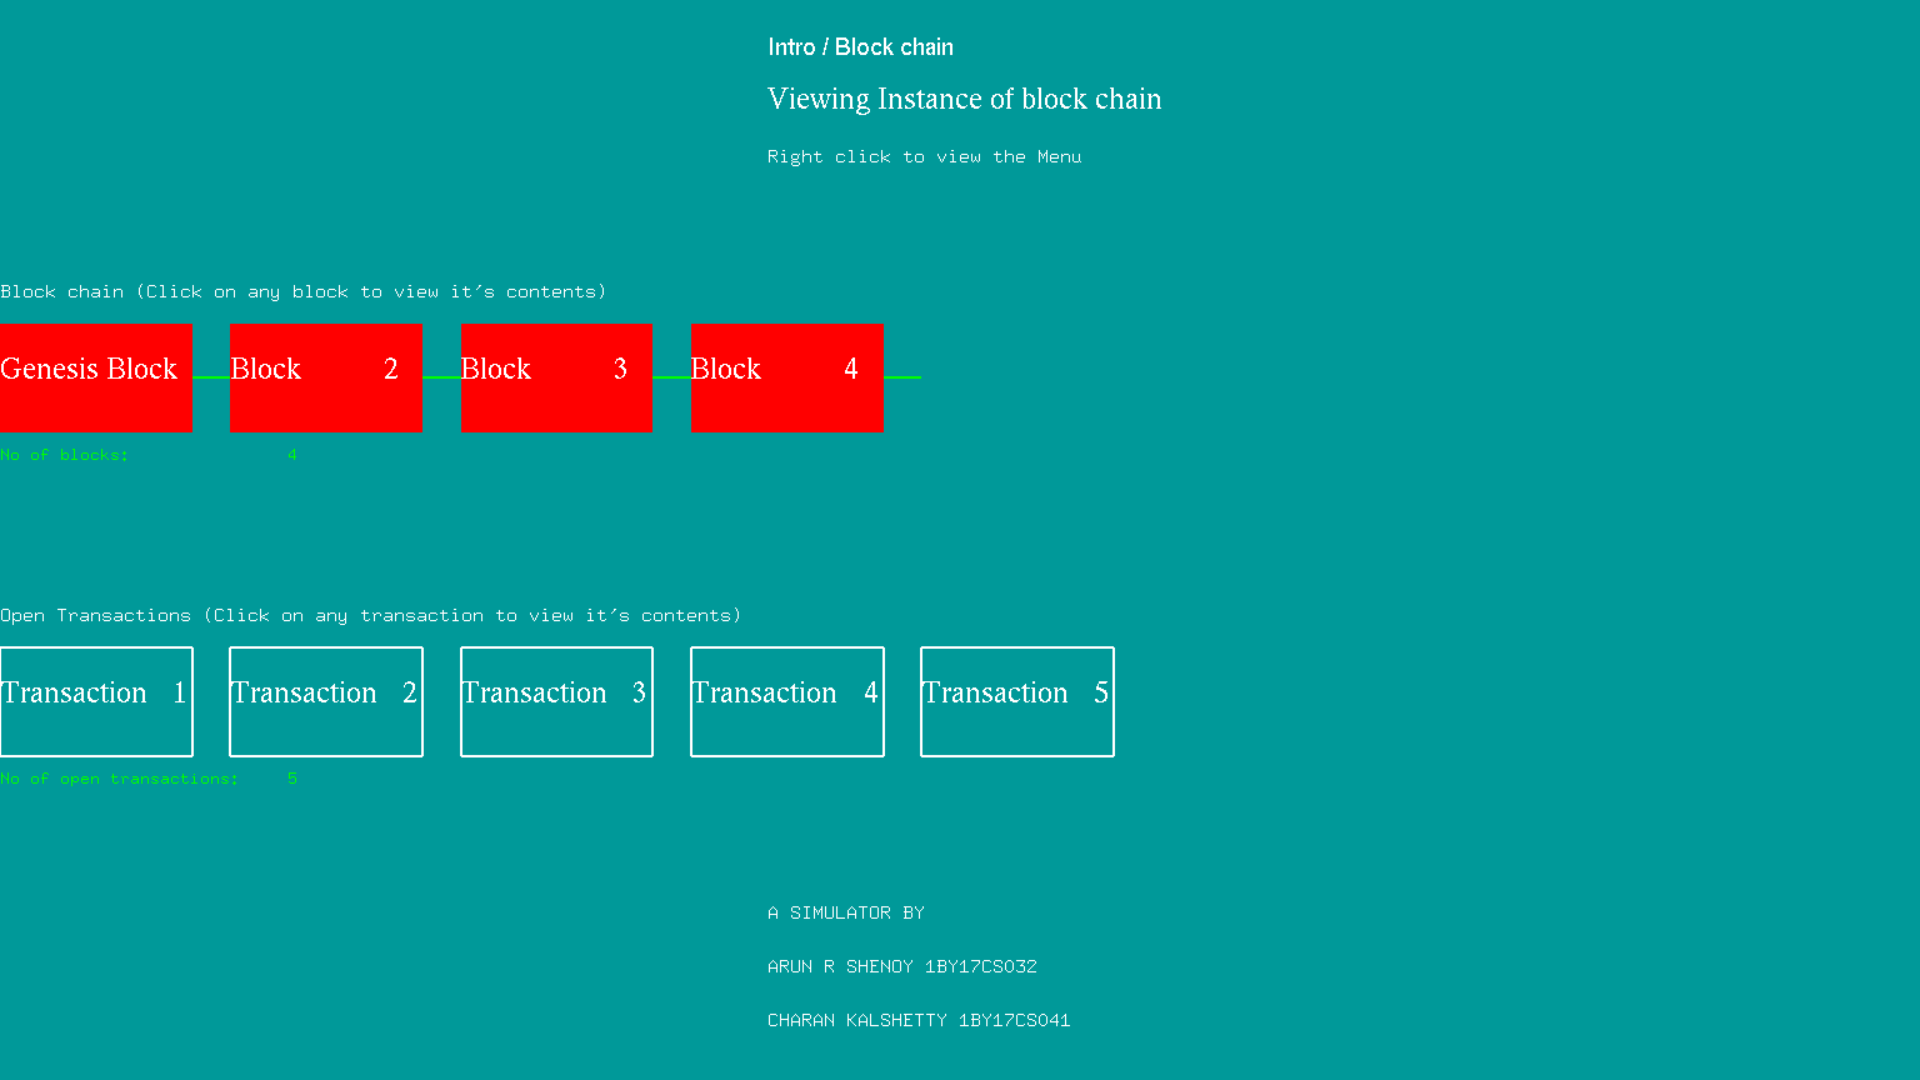 Intro / Block chain
Viewing Instance of block chain
Right click to view the Menu
Block chain (Click on any block to view it's contents)
Genesis Block Block 2 Block 3 Block 4
No of blocks: 4
Open Transactions (Click on any transaction to view it's contents)
Transaction 1 Transaction 2 Transaction 3 Transaction 4 Transaction 5
No of open transactions: 5
A SIMULATOR BY
ARUN R SHENOY 1BY17CS032
CHARAN KALSHETTY 1BY17CS041